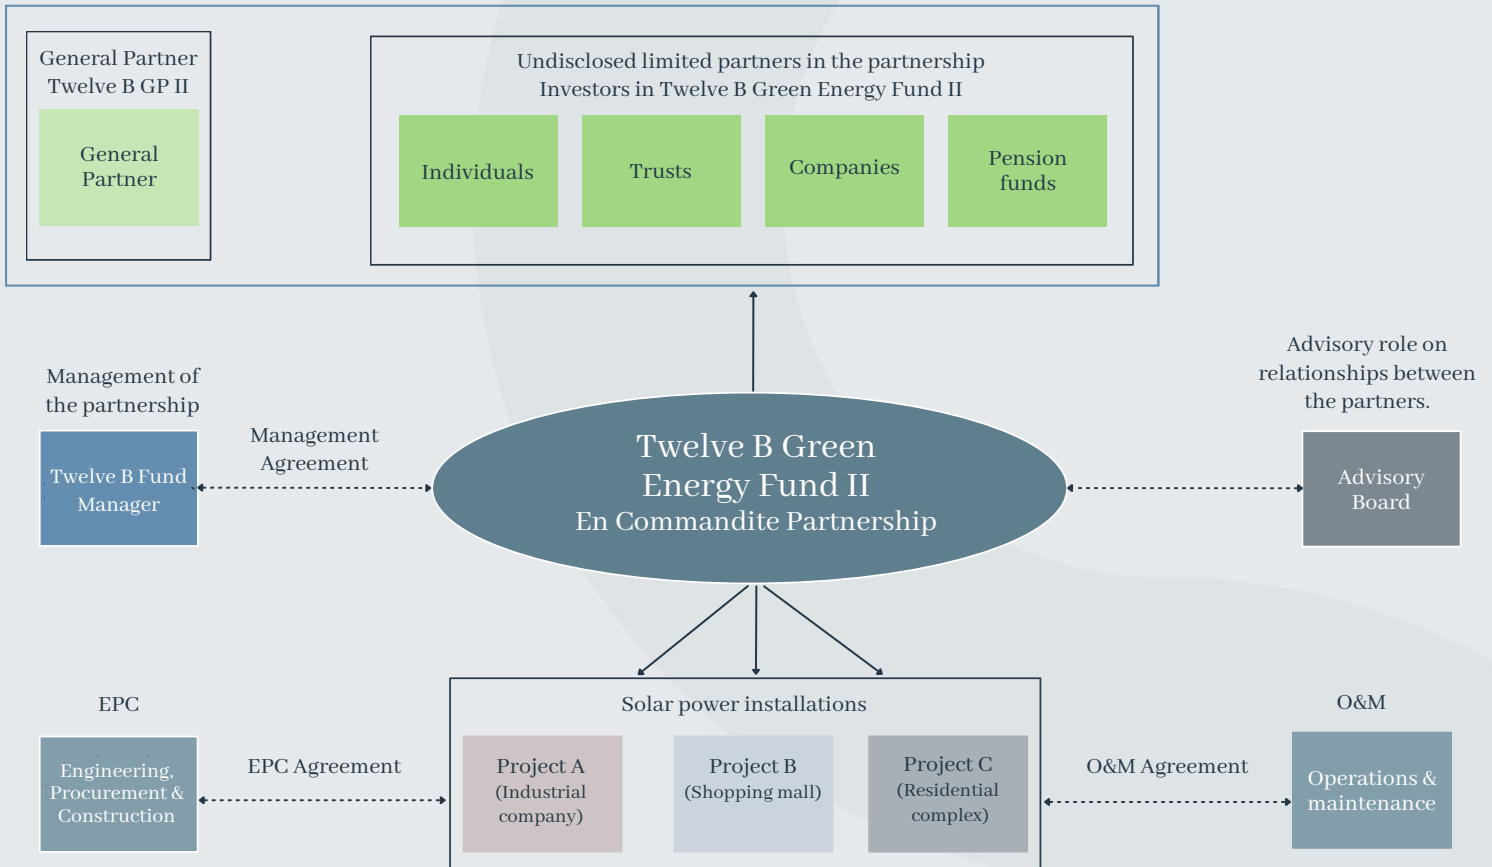 General Partner
Twelve B GP II
General
Partner
Undisclosed limited partners in the partnership
Investors in Twelve B Green Energy Fund II
Individuals
Trusts
Companies
Pension
funds
Management of
the partnership
Twelve B Fund
Manager
Management
Agreement
Twelve B Green
Energy Fund II
En Commandite Partnership
Advisory role on
relationships between
the partners.
Advisory
Board
EPC
Engineering,
Procurement &
Construction
EPC Agreement
Solar power installations
Project A
(Industrial
company)
Project B
(Shopping mall)
Project C
(Residential
complex)
O&M Agreement
O&M
Operations &
maintenance